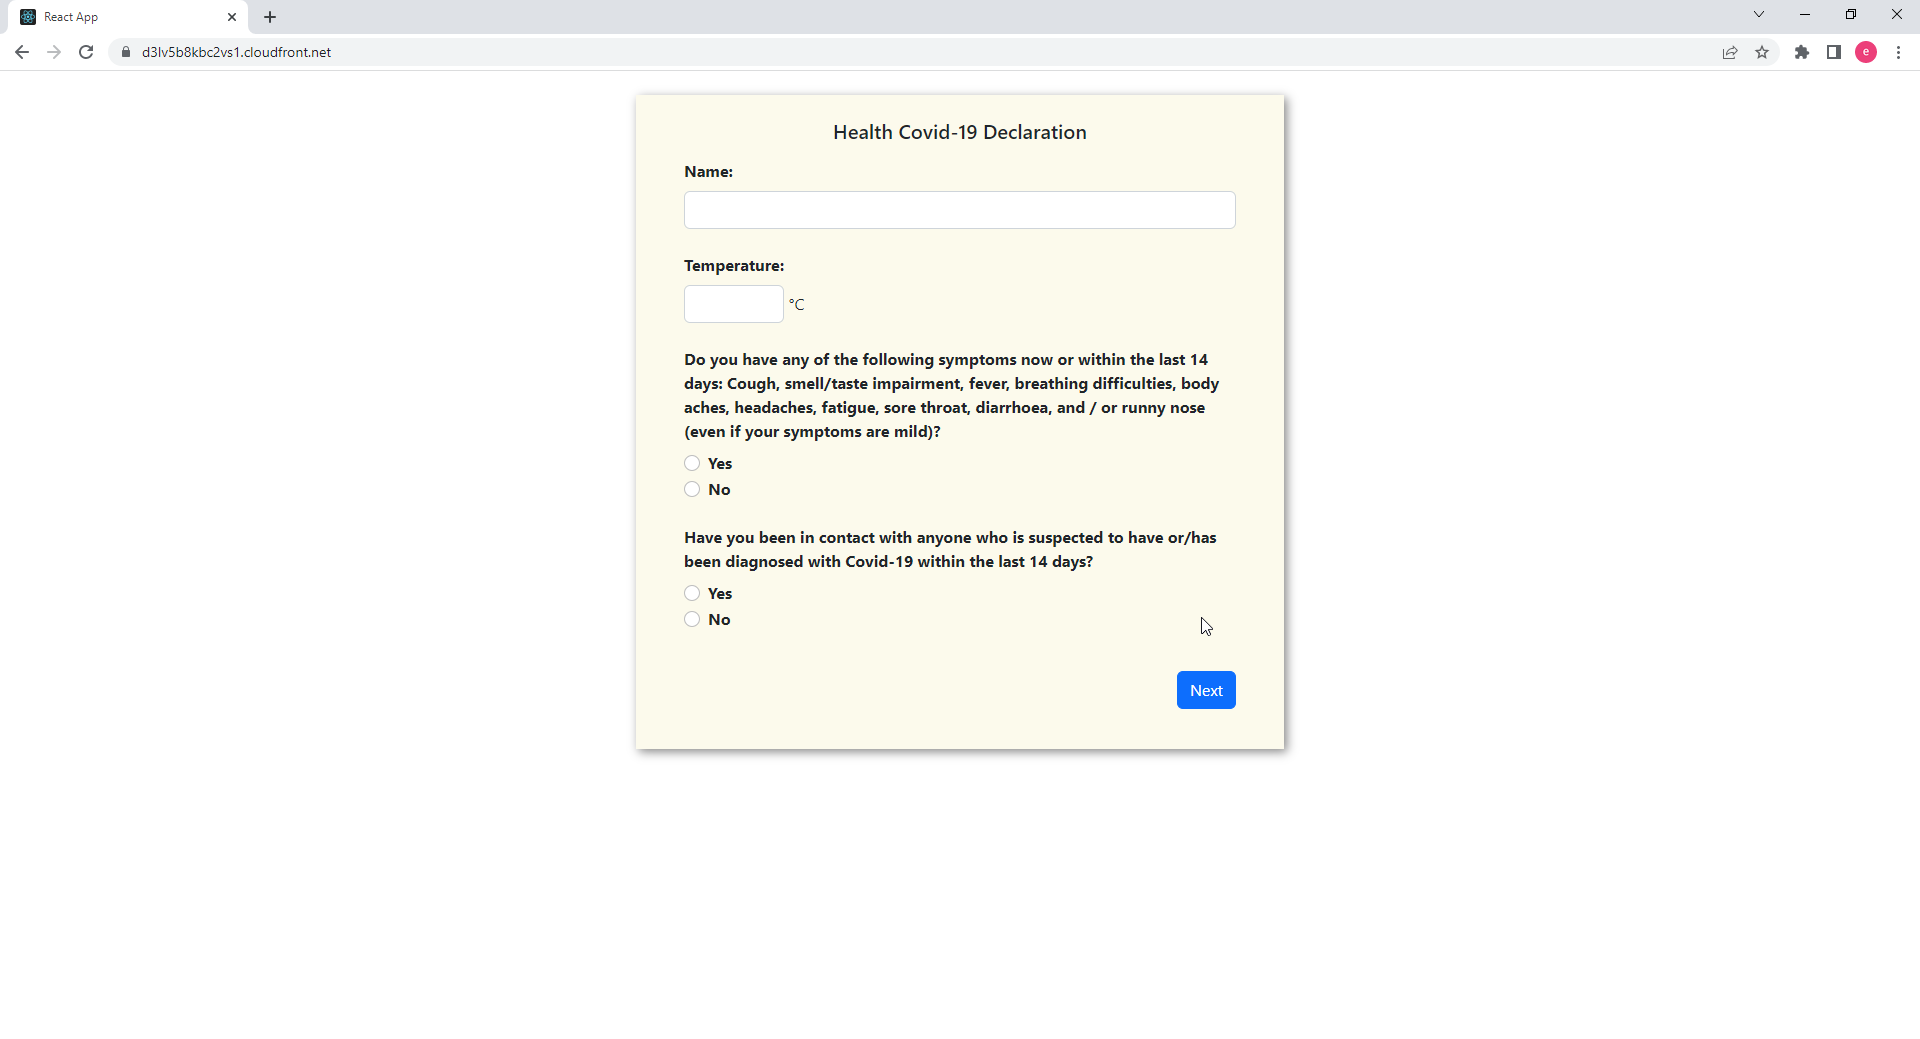 React App
d3lv5b8kbc2vs1.cloudfront.net
e
Health Covid-19 Declaration
Name:
Temperature:
°C
Do you have any of the following symptoms now or within the last 14
days: Cough, smell/taste impairment, fever, breathing difficulties, body
aches, headaches, fatigue, sore throat, diarrhoea, and / or runny nose
(even if your symptoms are mild)?
Yes
No
Have you been in contact with anyone who is suspected to have or/has
been diagnosed with Covid-19 within the last 14 days?
Yes
No
Next